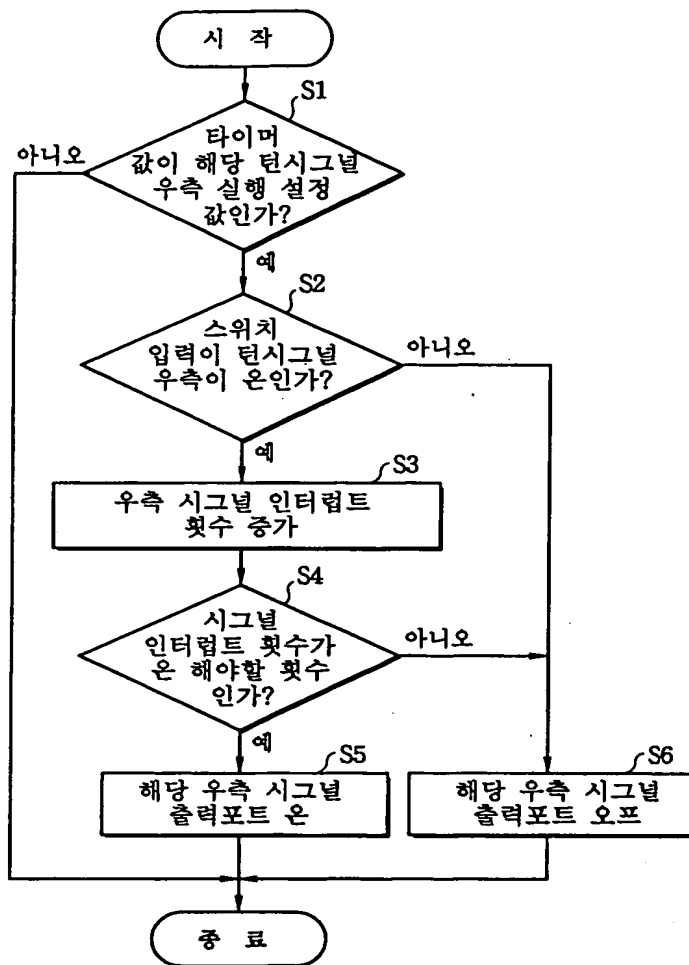 시 작
S1
타이머
값이 해당 턴시그널
우측 실행 설정
값인가?
아니오
예
S2
스위치
입력이 턴시그널
우측이 온인가?
아니오
예
S3
우측 시그널 인터럽트
횟수 증가
S4
시그널
인터럽트 횟수가
온 해야할 횟수
인가?
아니오
예
S5
해당 우측 시그널
출력포트 온
S6
해당 우측 시그널
출력포트 오프
종 료